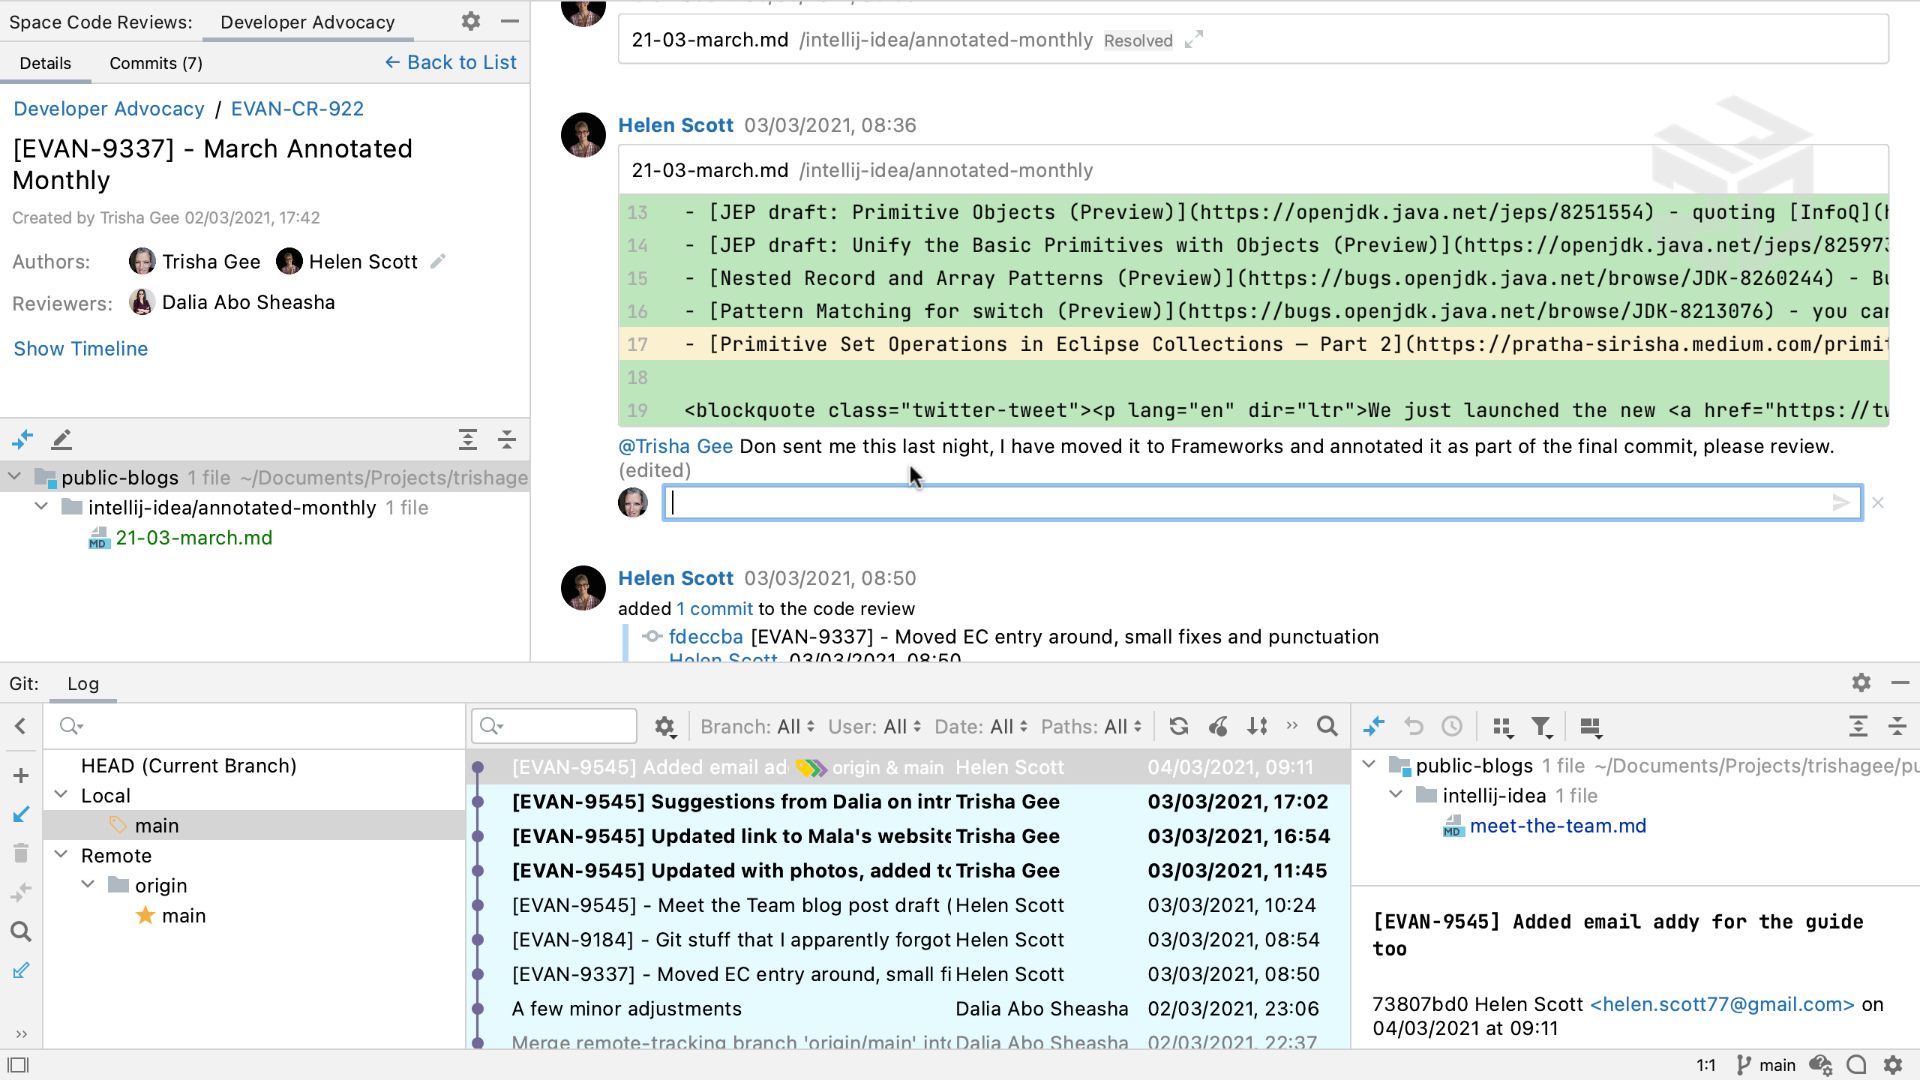 Space Code Reviews: Developer Advocacy
Details Commits (7) ← Back to List
Developer Advocacy / EVAN-CR-922
[EVAN-9337] - March Annotated
Monthly
Created by Trisha Gee 02/03/2021, 17:42
Authors: Trisha Gee Helen Scott
Reviewers: Dalia Abo Sheasha
Show Timeline
public-blogs 1 file ~/Documents/Projects/trishage
intellij-idea/annotated-monthly 1 file
MD 21-03-march.md
21-03-march.md /intellij-idea/annotated-monthly Resolved
Helen Scott 03/03/2021, 08:36
21-03-march.md /intellij-idea/annotated-monthly
13 - [JEP draft: Primitive Objects (Preview)](https://openjdk.java.net/jeps/8251554) - quoting [InfoQ](
14 - [JEP draft: Unify the Basic Primitives with Objects (Preview)](https://openjdk.java.net/jeps/825973
15 - [Nested Record and Array Patterns (Preview)](https://bugs.openjdk.java.net/browse/JDK-8260244) - Bu
16 - [Pattern Matching for switch (Preview)](https://bugs.openjdk.java.net/browse/JDK-8213076) - you can
17 - [Primitive Set Operations in Eclipse Collections – Part 2](https://pratha-sirisha.medium.com/primit
18
19 <blockquote class="twitter-tweet"><p lang="en" dir="ltr">We just launched the new <a href="https://tw
@Trisha Gee Don sent me this last night, I have moved it to Frameworks and annotated it as part of the final commit, please review.
(edited)
Helen Scott 03/03/2021, 08:50
added 1 commit to the code review
fdeccba [EVAN-9337] - Moved EC entry around, small fixes and punctuation
Helen Scott 03/03/2021, 08:50
Git: Log
HEAD (Current Branch)
Local
main
Remote
origin
main
Branch: All User: All Date: All Paths: All
[EVAN-9545] Added email ad origin & main Helen Scott 04/03/2021, 09:11
[EVAN-9545] Suggestions from Dalia on intr Trisha Gee 03/03/2021, 17:02
[EVAN-9545] Updated link to Mala's website Trisha Gee 03/03/2021, 16:54
[EVAN-9545] Updated with photos, added to Trisha Gee 03/03/2021, 11:45
[EVAN-9545] - Meet the Team blog post draft ( Helen Scott 03/03/2021, 10:24
[EVAN-9184] - Git stuff that I apparently forgot Helen Scott 03/03/2021, 08:54
[EVAN-9337] - Moved EC entry around, small fi Helen Scott 03/03/2021, 08:50
A few minor adjustments Dalia Abo Sheasha 02/03/2021, 23:06
Merge remote-tracking branch 'origin/main' into Dalia Abo Sheasha 02/03/2021, 22:37
public-blogs 1 file ~/Documents/Projects/trishagee/pu
intellij-idea 1 file
MD meet-the-team.md
[EVAN-9545] Added email addy for the guide
too
73807bd0 Helen Scott <helen.scott77@gmail.com> on
04/03/2021 at 09:11
1:1 main